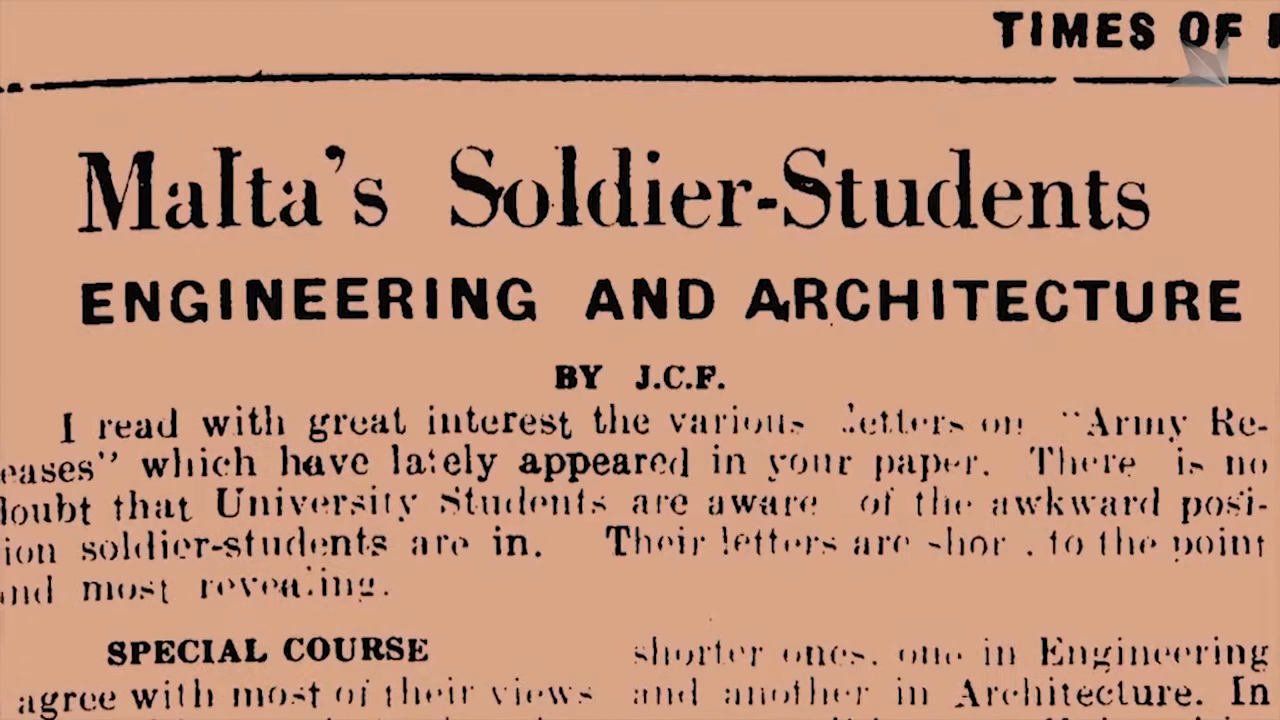 TIMES OF
Malta's Soldier-Students
ENGINEERING AND ARCHITECTURE
BY J.C.F.
I read with great interest the various letters on "Army Re-
eases" which have lately appeared in your paper. There is no
loubt that University Students are aware of the awkward posi-
ion soldier-students are in. Their letters are shor . to the point
and most revealing.
SPECIAL COURSE
agree with most of their views
shorter ones, one in Engineering
and another in Architecture. In